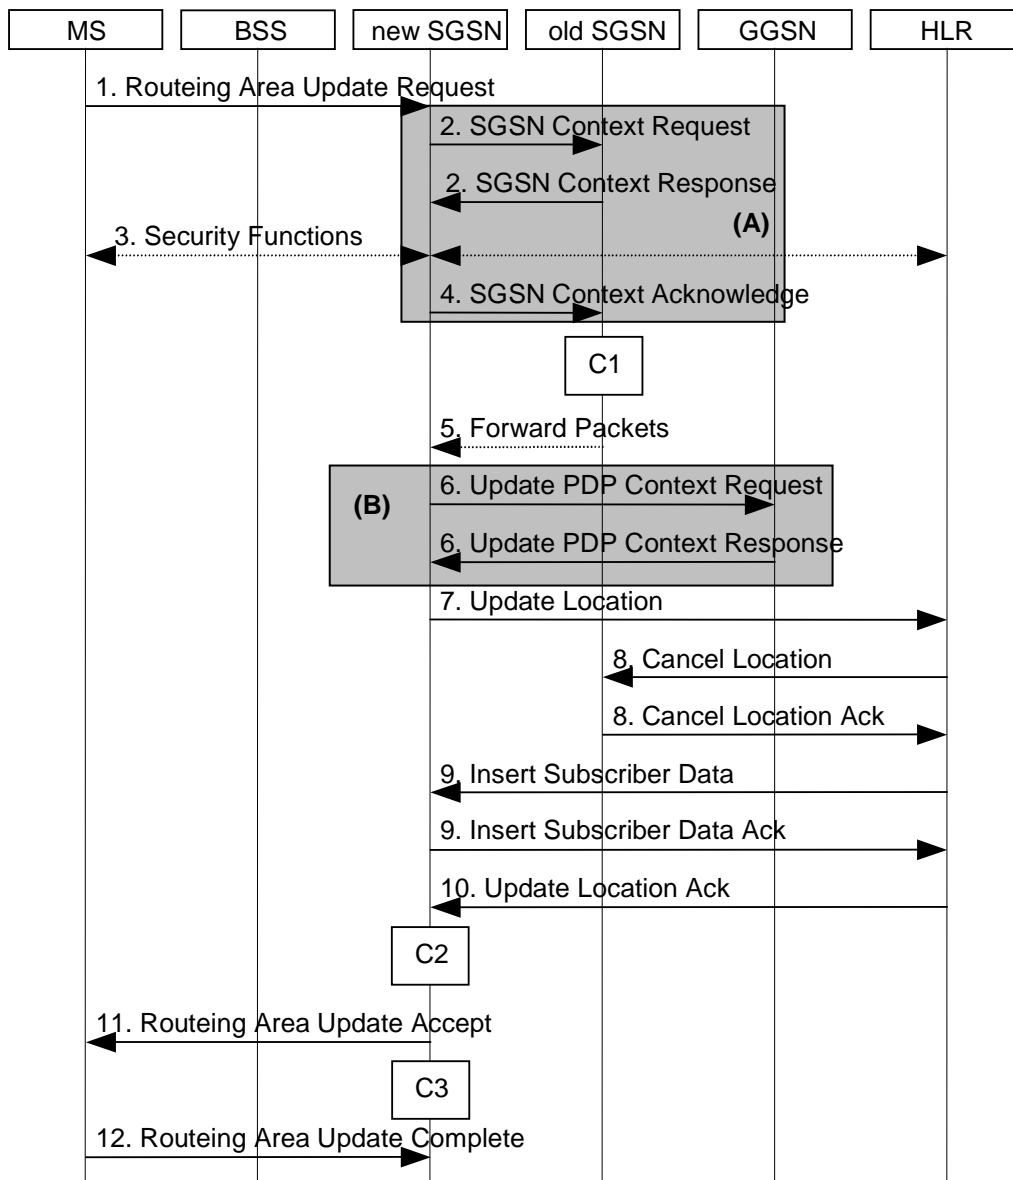 MS BSS new SGSN old SGSN GGSN HLR
1. Routeing Area Update Request
2. SGSN Context Request
2. SGSN Context Response
(A)
3. Security Functions
4. SGSN Context Acknowledge
C1
5. Forward Packets
6. Update PDP Context Request
(B)
6. Update PDP Context Response
7. Update Location
8. Cancel Location
8. Cancel Location Ack
9. Insert Subscriber Data
9. Insert Subscriber Data Ack
10. Update Location Ack
C2
11. Routeing Area Update Accept
C3
12. Routeing Area Update Complete